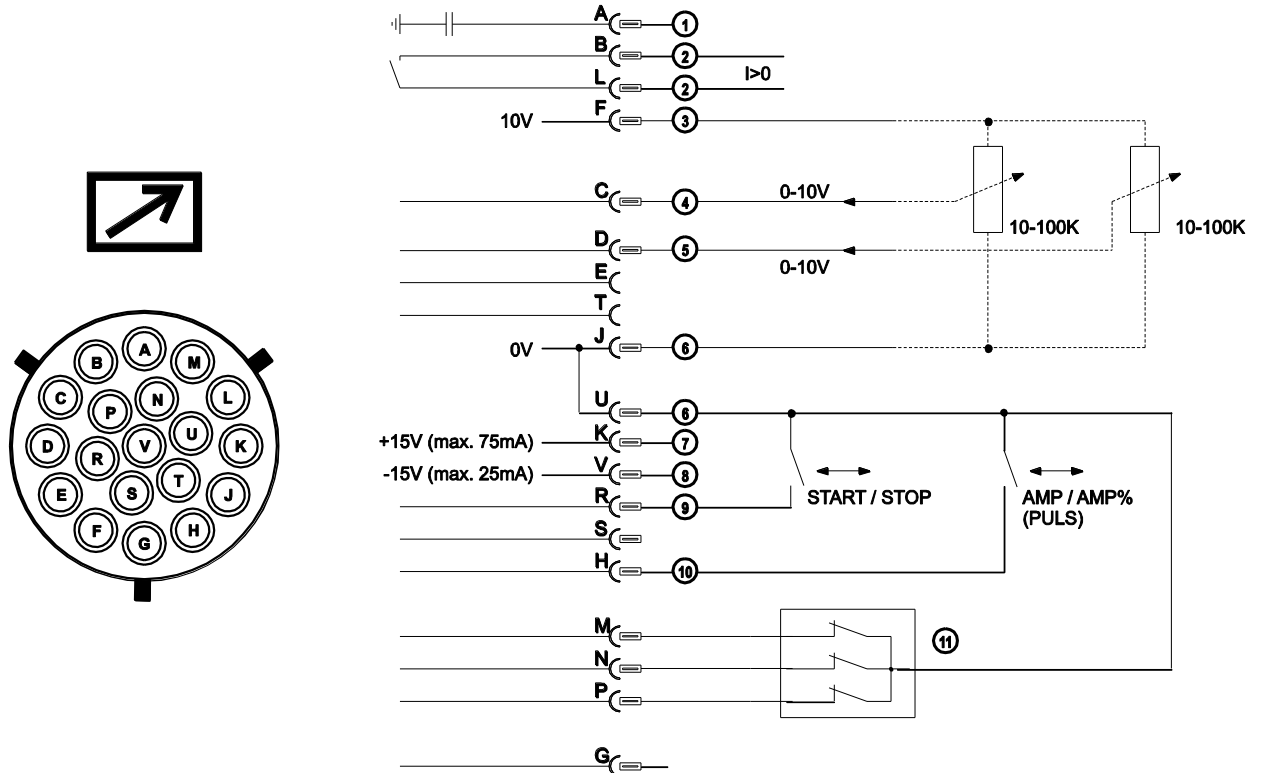 A 1
B 2
L 2
I>0
F
10V 3
C 4 0-10V
10-100K 10-100K
D 5
0-10V
E
T
J
0V 6
U 6
K
+15V (max. 75mA) 7
V
-15V (max. 25mA) 8
R 9
START / STOP AMP / AMP%
(PULS)
S
H 10
M
11
N
P
G
A
B M
C P N L
D R V U K
E S T J
F G H